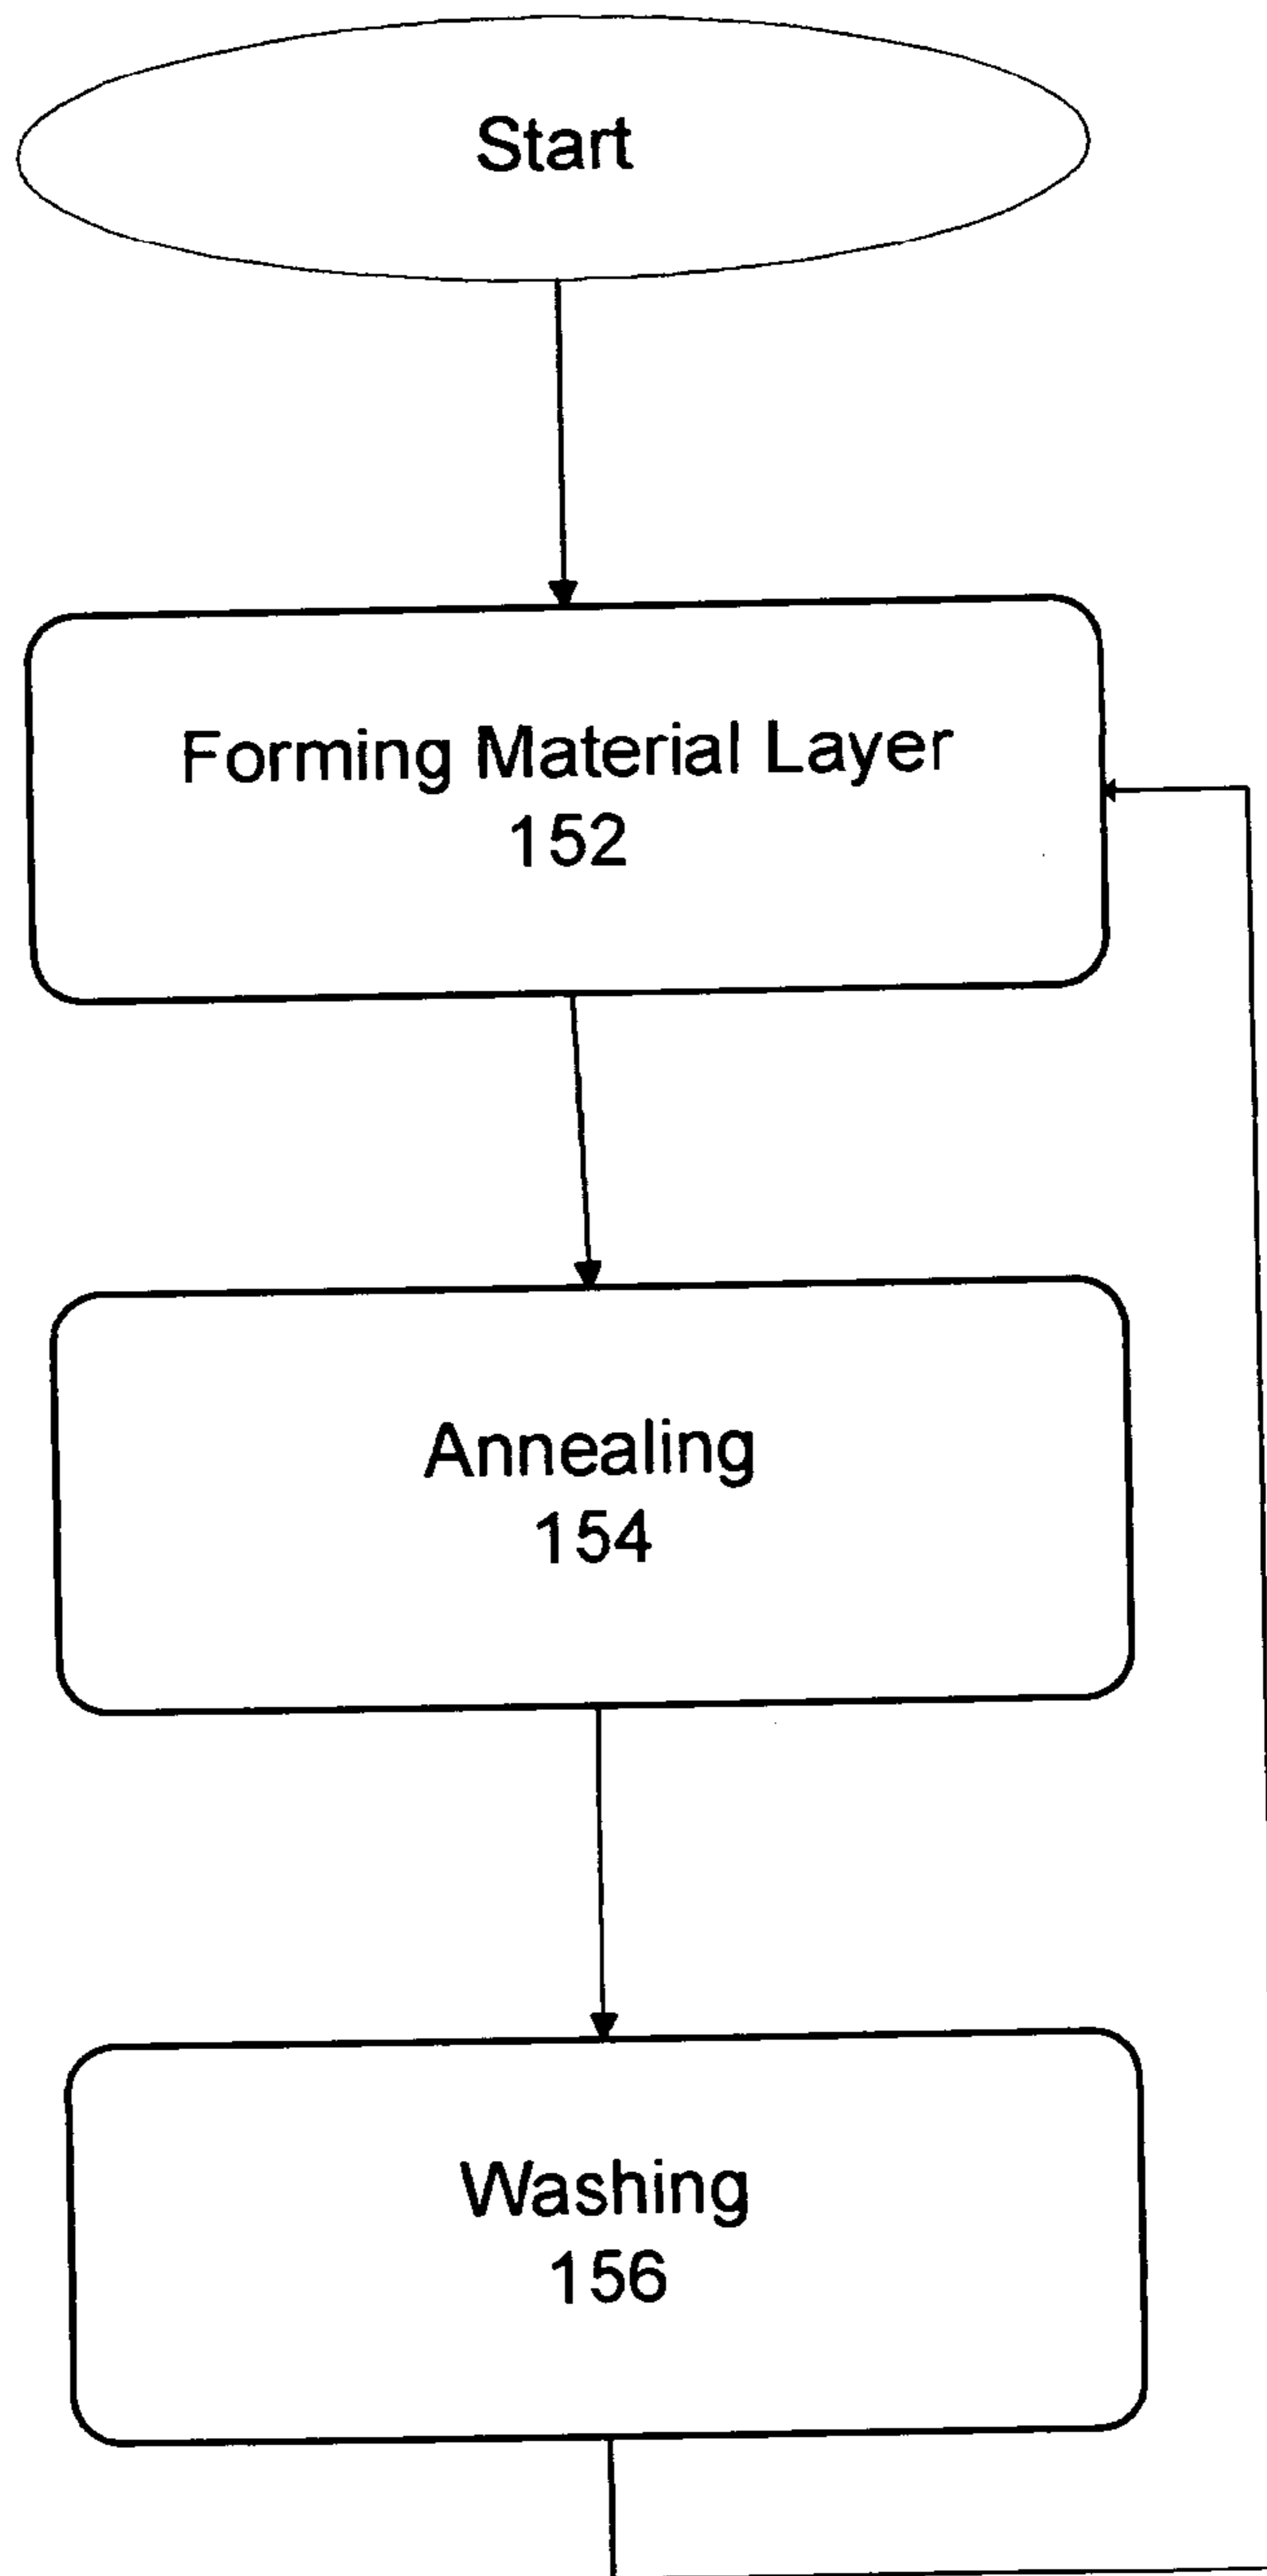 Start
Forming Material Layer
152
Annealing
154
Washing
156